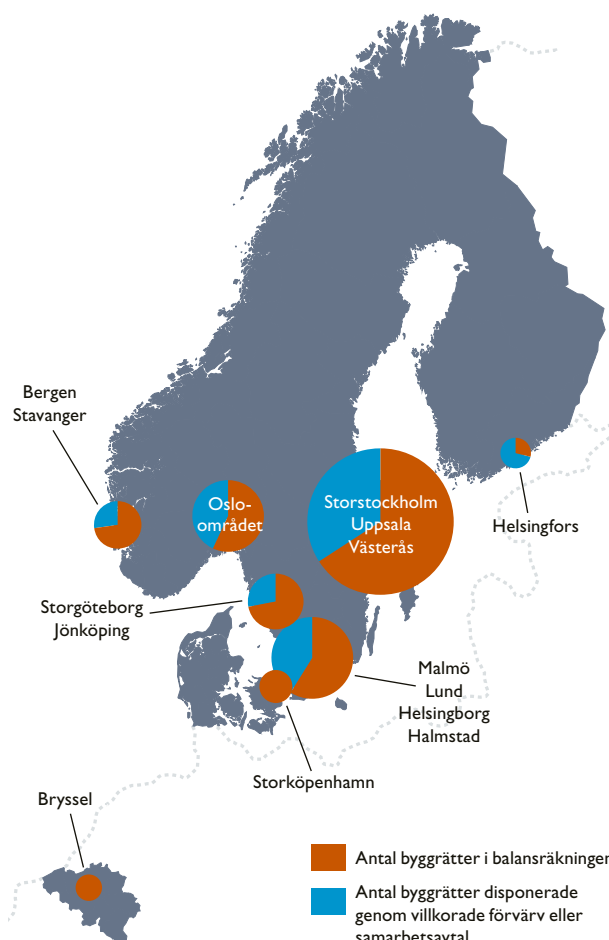 Bergen
Stavanger
Oslo-
området
Storstockholm
Uppsala
Västerås
Helsingfors
Storgöteborg
Jönköping
Malmö
Lund
Helsingborg
Halmstad
Storköpenhamn
Bryssel
Antal byggrätter i balansräkningen
Antal byggrätter disponerade
genom villkorade förvärv eller
samarbetsavtal